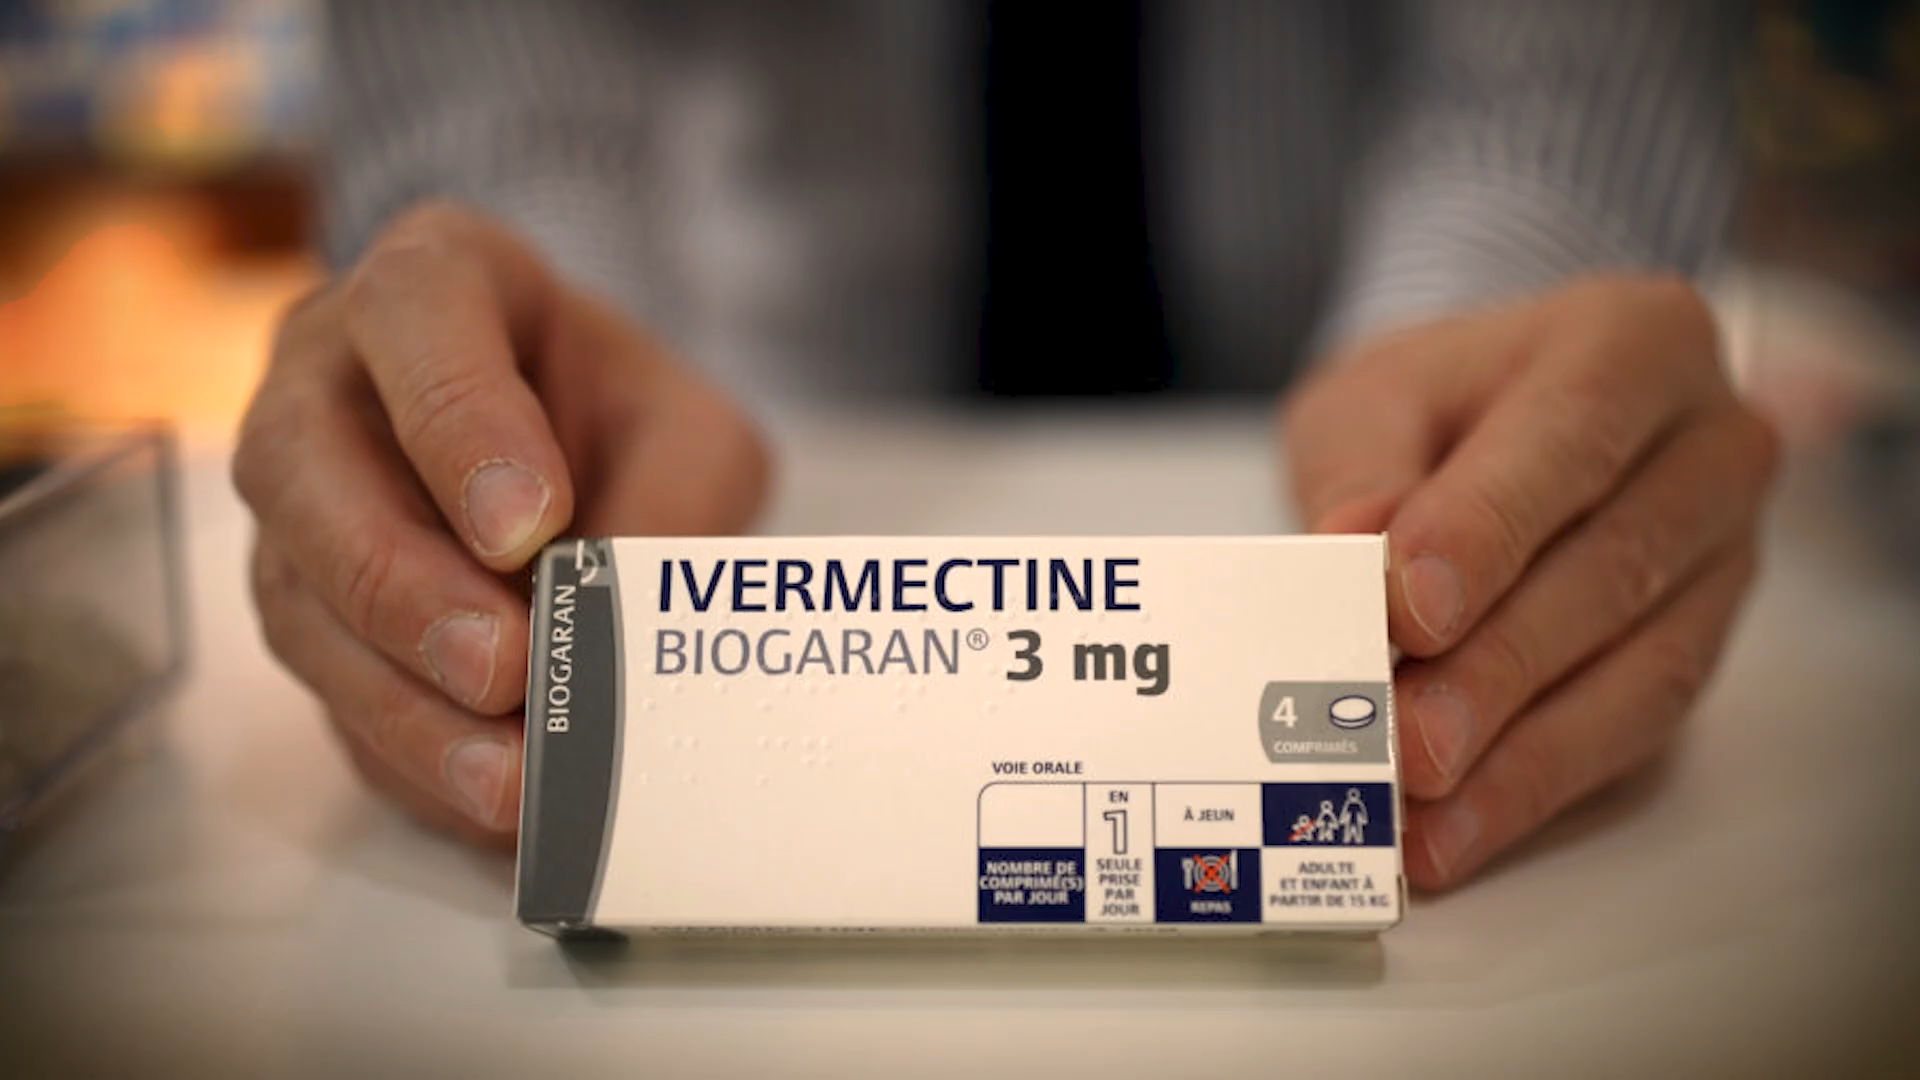 BIOGARAN
IVERMECTINE
BIOGARAN® 3 mg
4
COMPRIMÉS
VOIE ORALE
NOMBRE DE
COMPRIMÉ(S)
PAR JOUR
EN
1
SEULE
PRISE
PAR
JOUR
À JEUN
REPAS
ADULTE
ET ENFANT À
PARTIR DE 15 KG